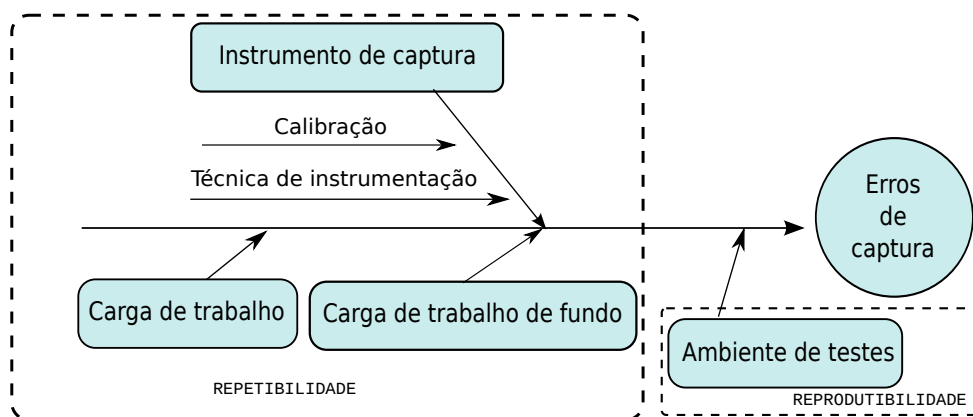 Instrumento de captura
Calibração
Técnica de instrumentação
Erros
de
captura
Carga de trabalho
Carga de trabalho de fundo
Ambiente de testes
REPETIBILIDADE
REPRODUTIBILIDADE